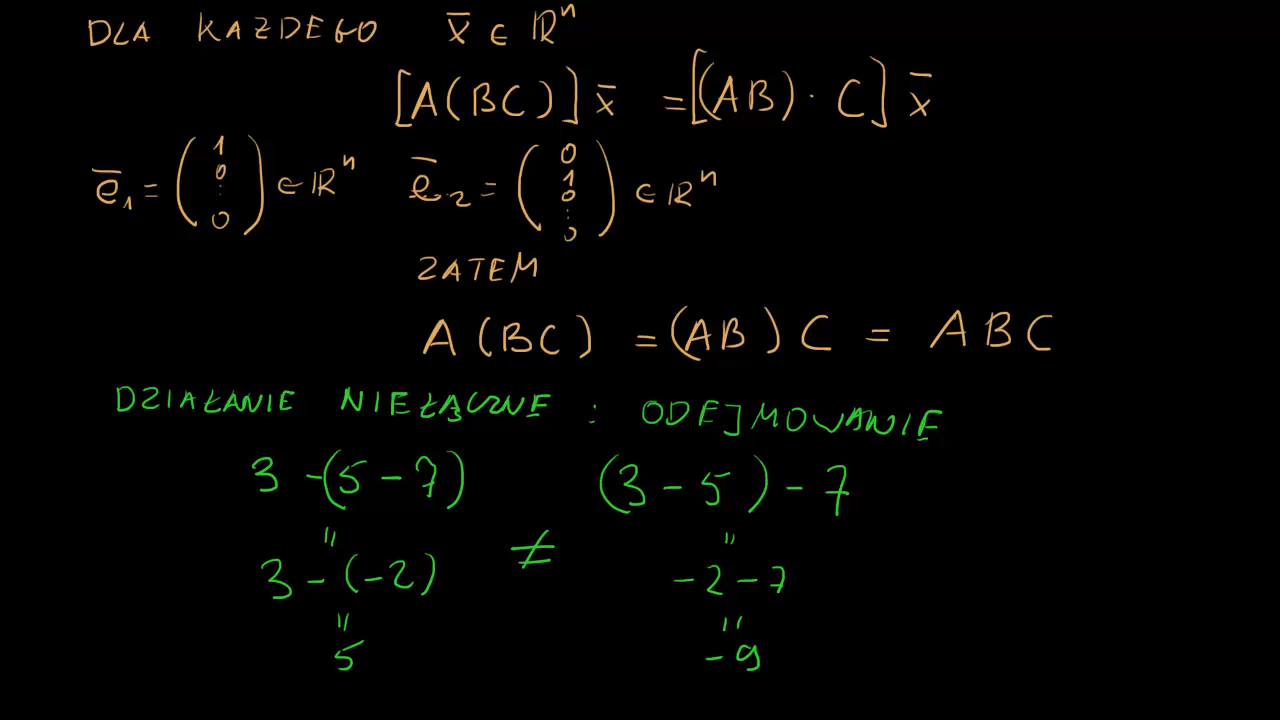 DLA KAZDEGO x̄ ∈ ℝⁿ
[A(BC)] x̄ = [(AB) · C] x̄
ē₁ = (1 0 ⋮ 0) ∈ ℝⁿ ē₂ = (0 1 0 ⋮ 0) ∈ ℝⁿ
ZATEM
A (BC) = (AB) C = ABC
DZIAŁANIE NIEŁĄCZNE : ODEJMOWANIE
3 - (5 - 7) (3 - 5) - 7
= =
3 - (-2) ≠ -2 - 7
= =
5 -9